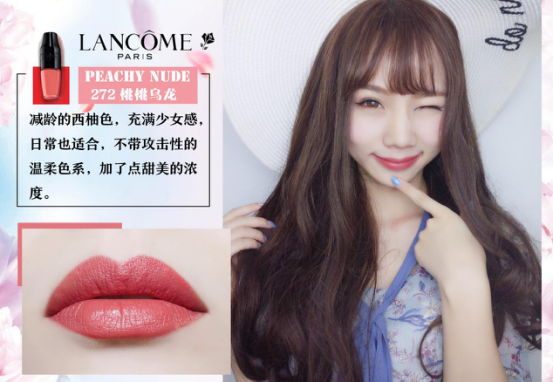 LANCÔME
PARIS
PEACHY NUDE
272 桃桃乌龙
减龄的西柚色，充满少女感，
日常也适合，不带攻击性的
温柔色系，加了点甜美的浓
度。
de n